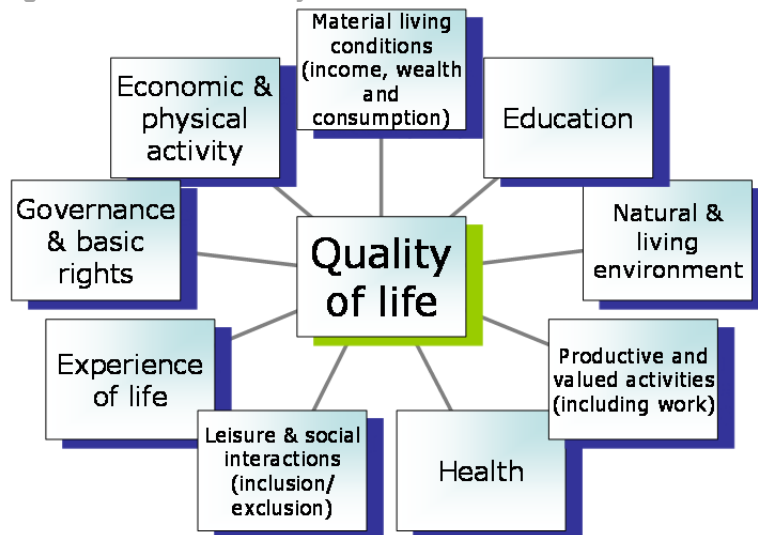 Material living
conditions
(income, wealth
and
consumption)
Economic &
physical
activity
Education
Governance
& basic
rights
Quality
of life
Natural &
living
environment
Experience
of life
Productive and
valued activities
(including work)
Leisure & social
interactions
(inclusion/
exclusion)
Health